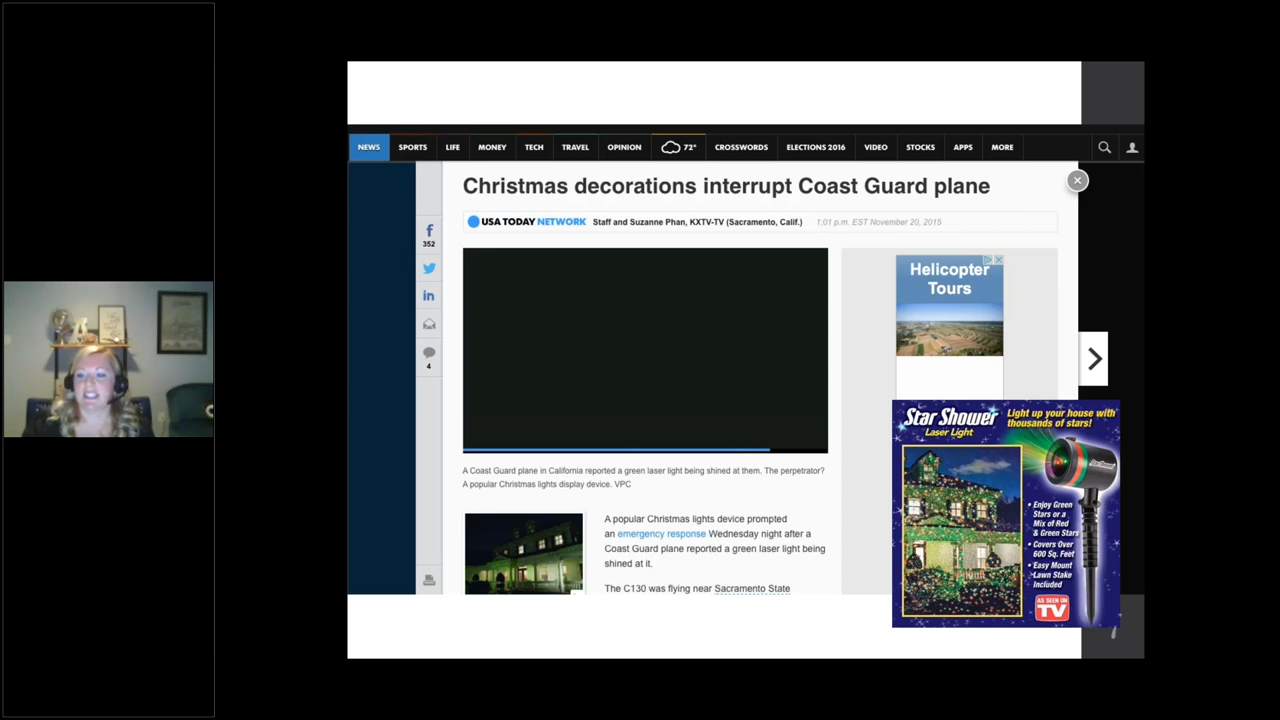 NEWS SPORTS LIFE MONEY TECH TRAVEL OPINION 72° CROSSWORDS ELECTIONS 2016 VIDEO STOCKS APPS MORE
Christmas decorations interrupt Coast Guard plane
USA TODAY NETWORK Staff and Suzanne Phan, KXTV-TV (Sacramento, Calif.) 1:01 p.m. EST November 20, 2015
352
4
A Coast Guard plane in California reported a green laser light being shined at them. The perpetrator?
A popular Christmas lights display device. VPC
A popular Christmas lights device prompted
an emergency response Wednesday night after a
Coast Guard plane reported a green laser light being
shined at it.
The C130 was flying near Sacramento State
Helicopter
Tours
Star Shower
Laser Light
Light up your house with
thousands of stars!
Star Shower
• Enjoy Green
Stars or a
Mix of Red
& Green Stars
• Covers Over
600 Sq. Feet
• Easy Mount
Lawn Stake
Included
AS SEEN ON
TV